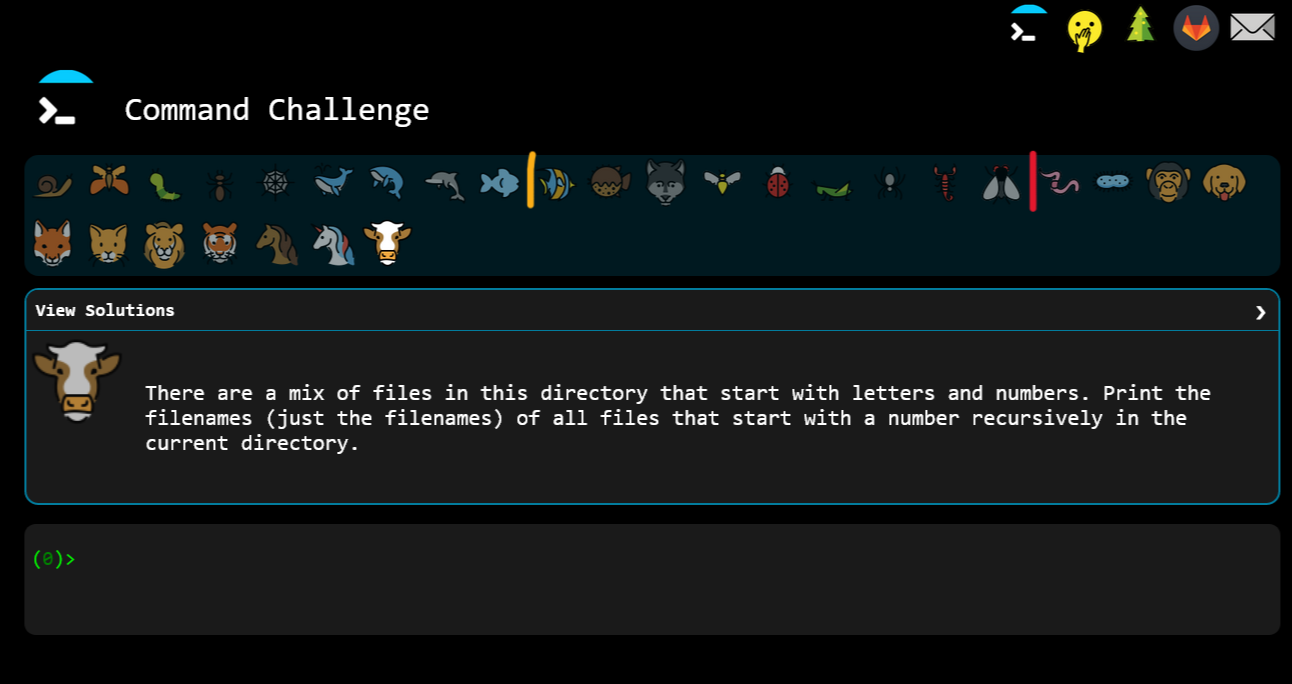 Command Challenge
View Solutions
There are a mix of files in this directory that start with letters and numbers. Print the
filenames (just the filenames) of all files that start with a number recursively in the
current directory.
(0)>